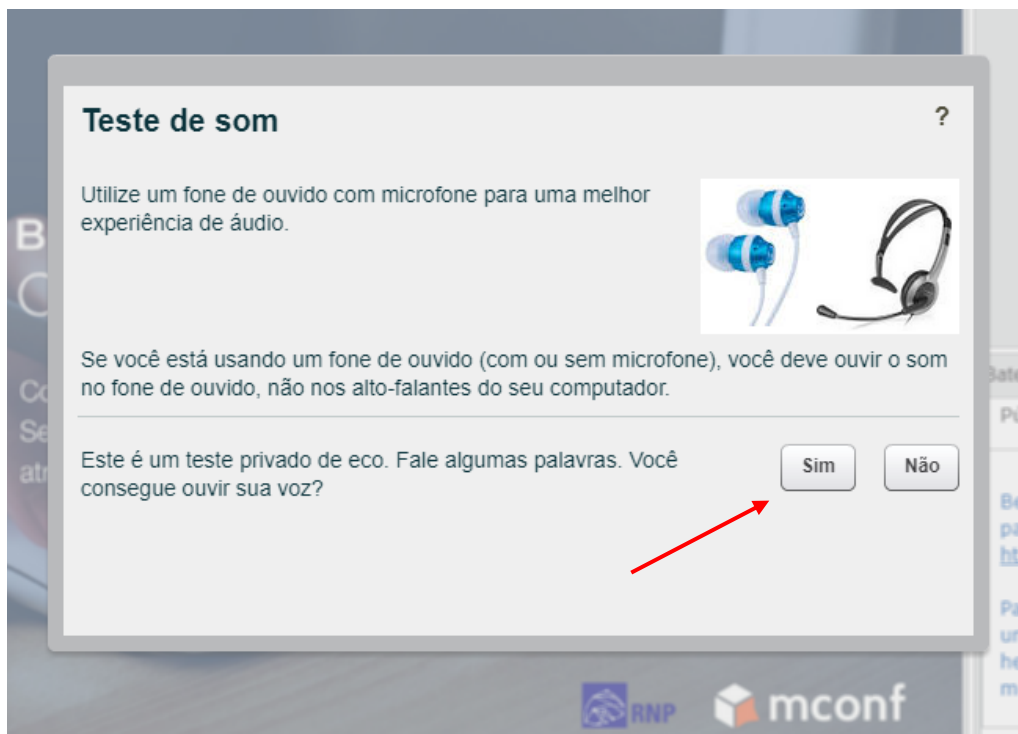 Teste de som
?
Utilize um fone de ouvido com microfone para uma melhor
experiência de áudio.
Se você está usando um fone de ouvido (com ou sem microfone), você deve ouvir o som
no fone de ouvido, não nos alto-falantes do seu computador.
Este é um teste privado de eco. Fale algumas palavras. Você
consegue ouvir sua voz?
Sim
Não
RNP
mconf